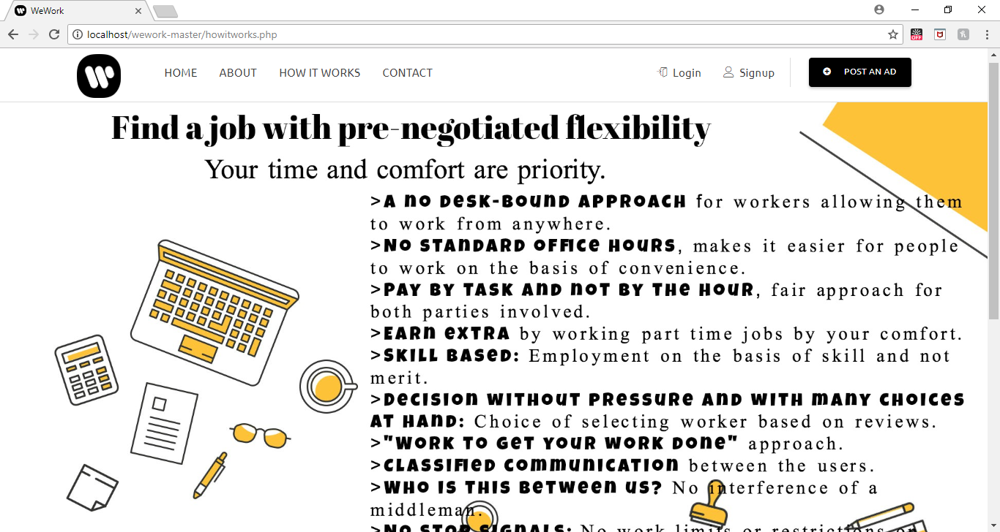 WeWork
localhost/wework-master/howitworks.php
OFF
HOME ABOUT HOW IT WORKS CONTACT Login Signup POST AN AD
Find a job with pre-negotiated flexibility
Your time and comfort are priority.
>A no desk-bound approach for workers allowing them
to work from anywhere.
>No standard office hours, makes it easier for people
to work on the basis of convenience.
>Pay by task and not by the hour, fair approach for
both parties involved.
>Earn extra by working part time jobs by your comfort.
>Skill based: Employment on the basis of skill and not
merit.
>Decision without pressure and with many choices
at hand: Choice of selecting worker based on reviews.
>"Work to get your work done" approach.
>Classified communication between the users.
>Who is this between us? No interference of a
middleman.
>No stop signals: No work limits or restrictions on